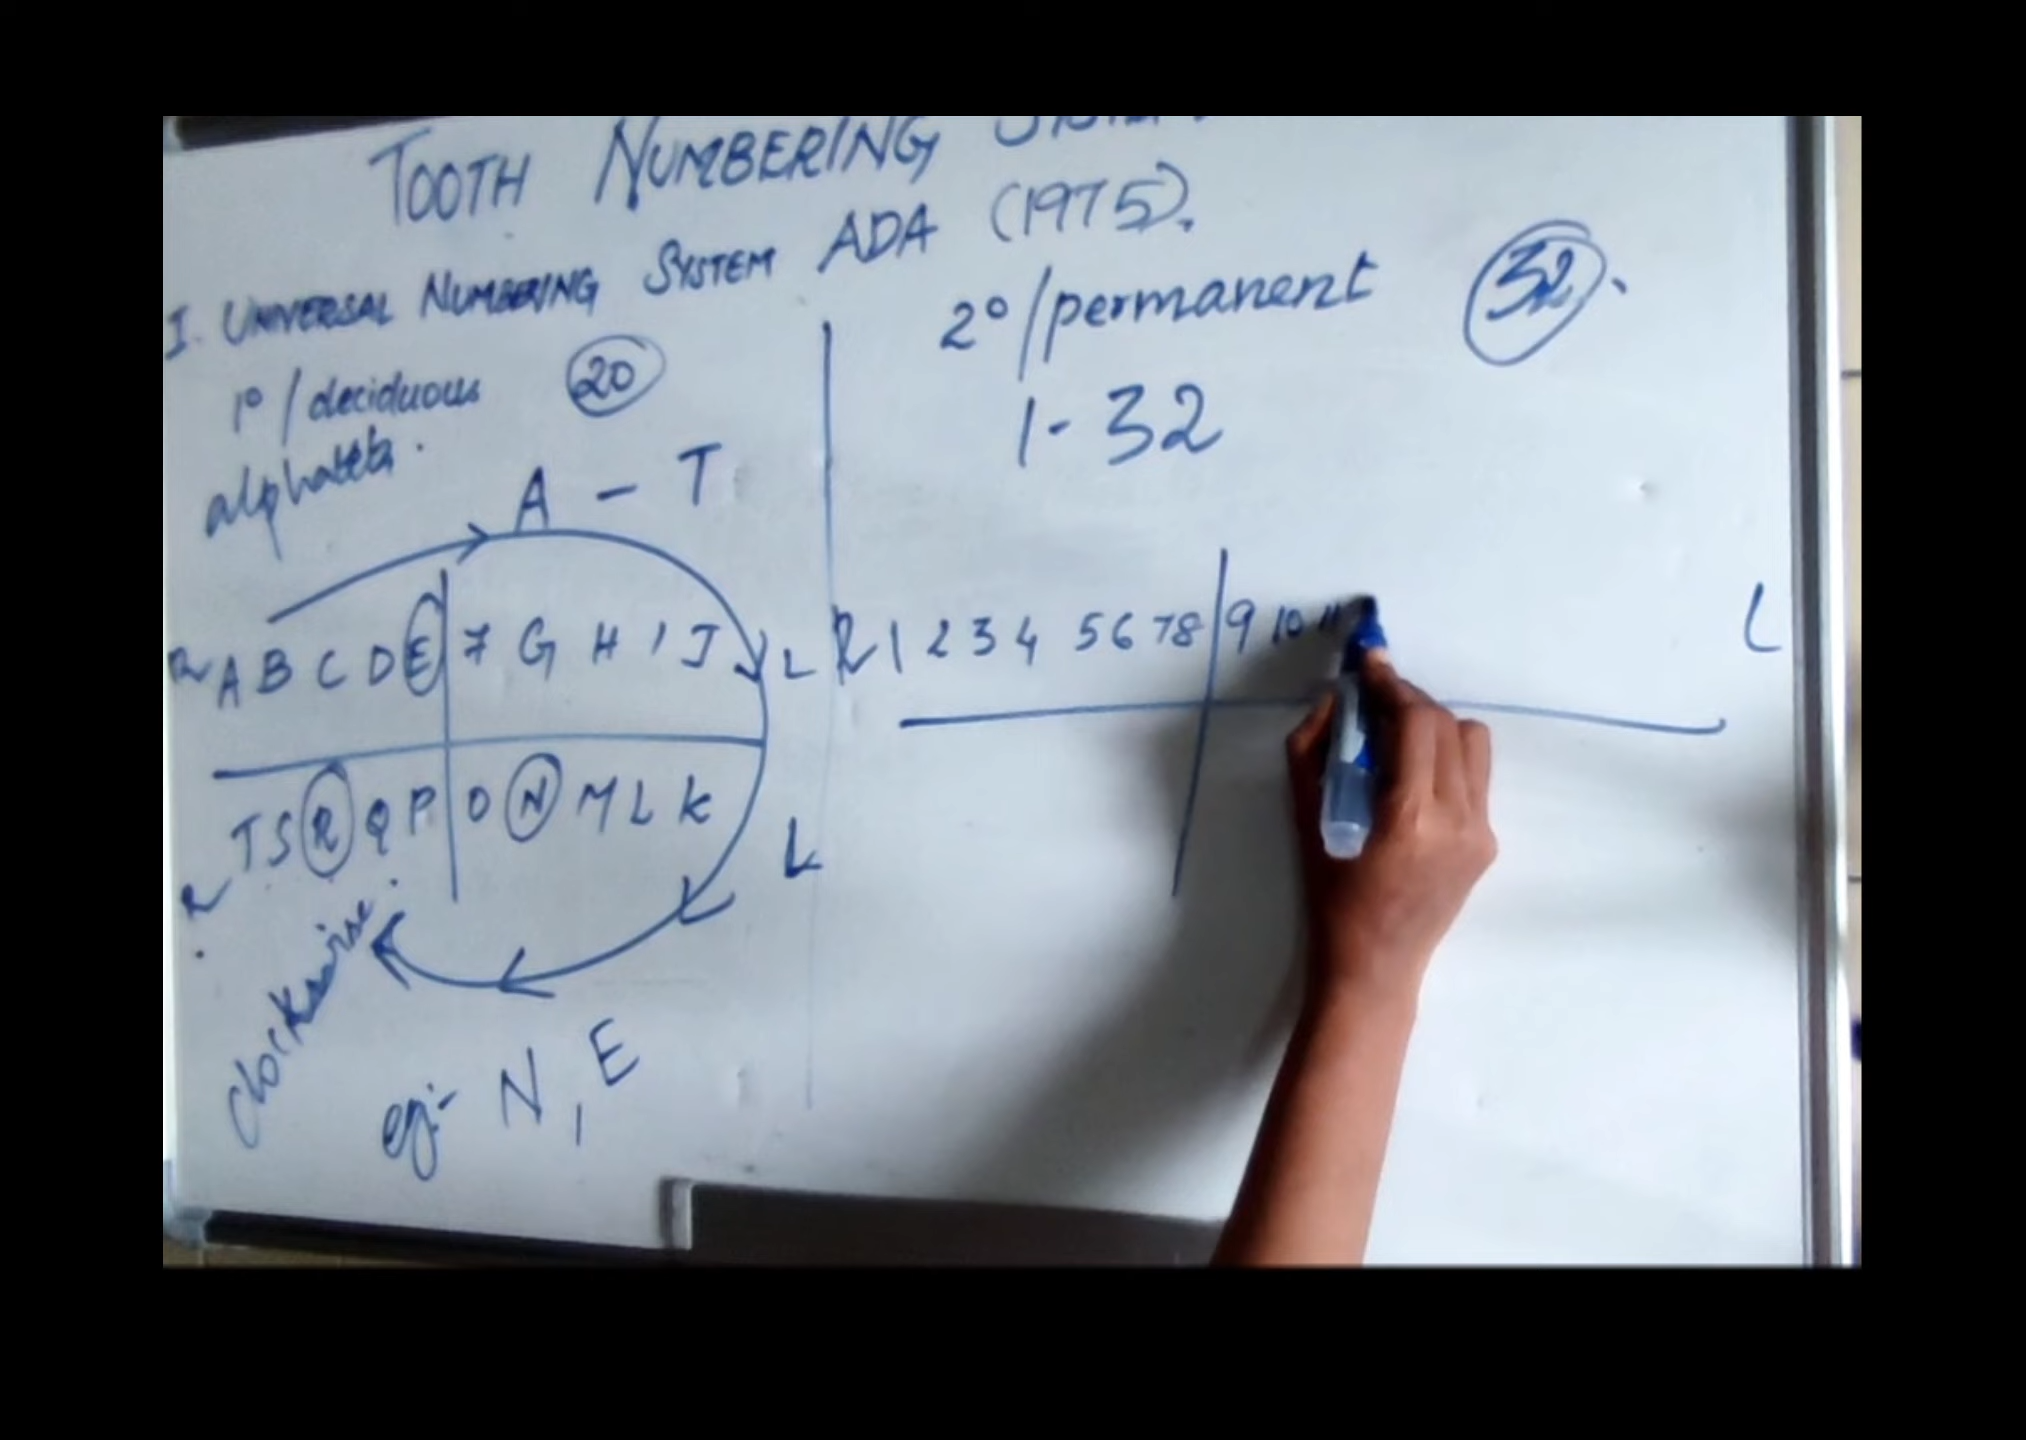 TOOTH NUMBERING
I. UNIVERSAL NUMBERING SYSTEM ADA (1975).
1° / deciduous 20
alphabets.
A - T
R A B C D E F G H I J L
R T S R Q P O N M L K L
clockwise.
eg:- N, E
2° / permanent 32.
1-32
R 1 2 3 4 5 6 7 8 9 10 11 L